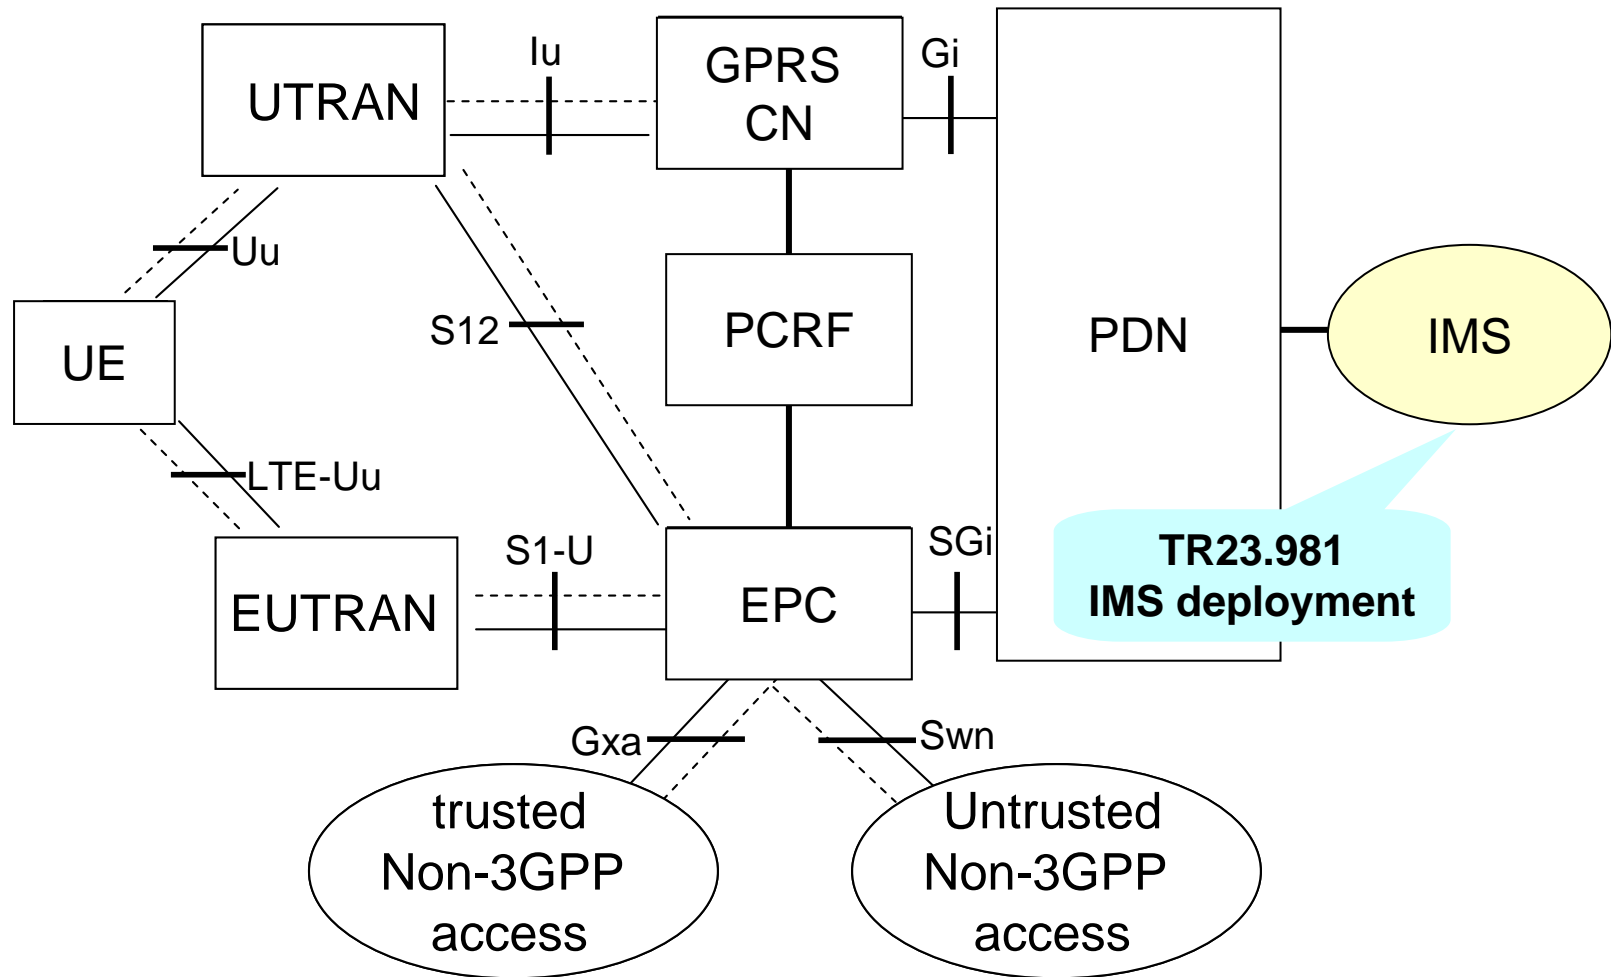 UTRAN
Iu
GPRS
CN
Gi
Uu
UE
S12
PCRF
PDN
IMS
LTE-Uu
EUTRAN
S1-U
EPC
SGi
TR23.981
IMS deployment
Gxa
Swn
trusted
Non-3GPP
access
Untrusted
Non-3GPP
access